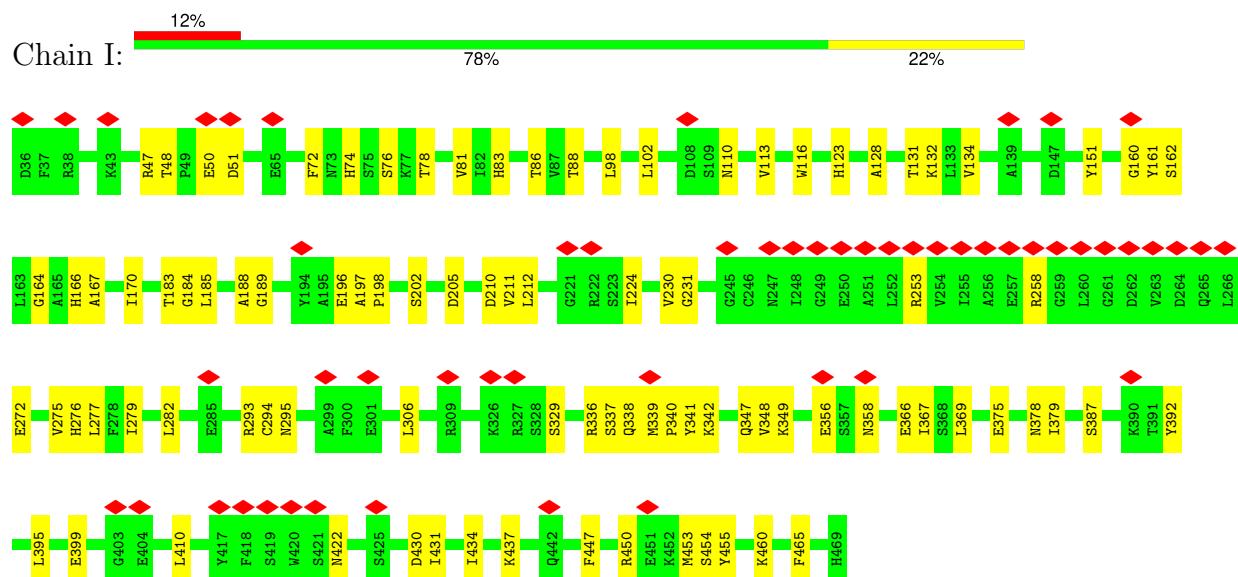 12%
Chain I:
78% 22%
D36 F37 R38 K43 R47 T48 P49 E50 D51 E65 F72 N73 H74 S75 S76 K77 T78 V81 I82 H83 T86 V87 T88 L98 L102 D108 S109 N110 V113 W116 H123 A128 T131 K132 L133 V134 A139 D147 Y151 G160 Y161 S162
L163 G164 A165 H166 A167 I170 T183 G184 L185 A188 G189 Y194 A195 E196 A197 P198 S202 D205 D210 V211 L212 G221 R222 S223 I224 V230 G231 G245 C246 N247 I248 G249 E250 A251 L252 R253 V254 I255 A256 E257 R258 G259 L260 G261 D262 V263 D264 Q265 L266
E272 V275 H276 L277 F278 I279 L282 E285 R293 C294 N295 A299 F300 E301 L306 R309 K326 R327 S328 S329 R336 S337 Q338 M339 P340 Y341 K342 Q347 V348 K349 E356 S357 N358 E366 I367 S368 L369 E375 N378 I379 S387 K390 T391 Y392
L395 E399 G403 E404 L410 Y417 F418 S419 W420 S421 N422 S425 D430 I431 I434 K437 Q442 F447 R450 E451 K452 M453 S454 Y455 K460 F465 H469